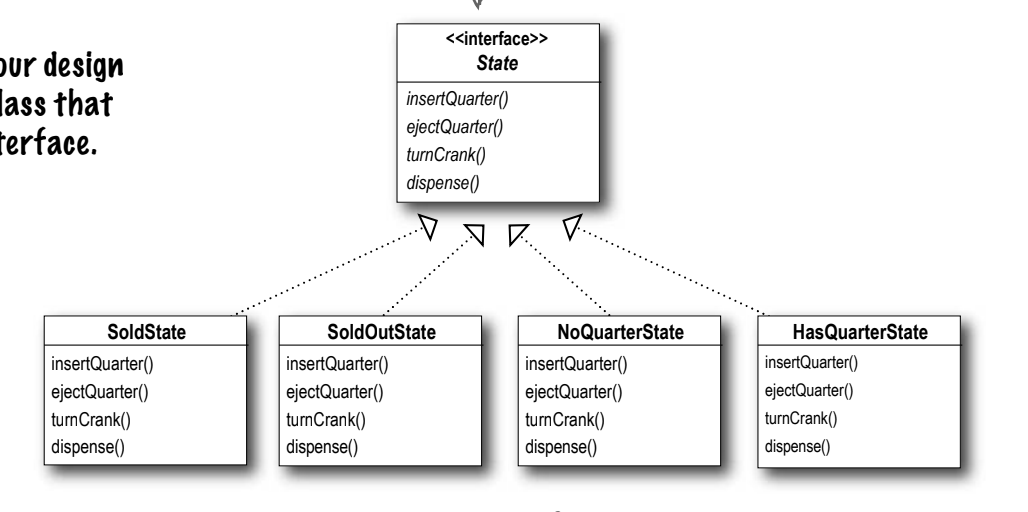 our design
lass that
terface.
<<interface>>
State
insertQuarter()
ejectQuarter()
turnCrank()
dispense()
SoldState
insertQuarter()
ejectQuarter()
turnCrank()
dispense()
SoldOutState
insertQuarter()
ejectQuarter()
turnCrank()
dispense()
NoQuarterState
insertQuarter()
ejectQuarter()
turnCrank()
dispense()
HasQuarterState
insertQuarter()
ejectQuarter()
turnCrank()
dispense()